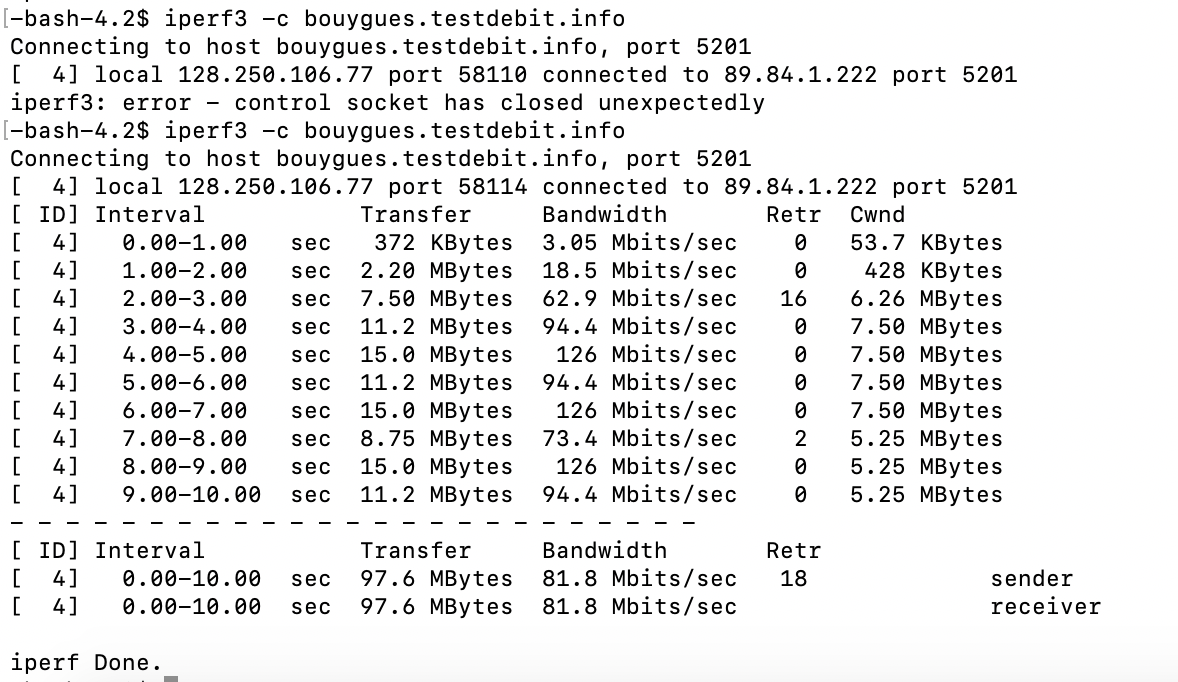 [-bash-4.2$ iperf3 -c bouygues.testdebit.info
Connecting to host bouygues.testdebit.info, port 5201
[  4] local 128.250.106.77 port 58110 connected to 89.84.1.222 port 5201
iperf3: error - control socket has closed unexpectedly
[-bash-4.2$ iperf3 -c bouygues.testdebit.info
Connecting to host bouygues.testdebit.info, port 5201
[  4] local 128.250.106.77 port 58114 connected to 89.84.1.222 port 5201
[ ID] Interval           Transfer     Bandwidth       Retr  Cwnd
[  4]   0.00-1.00   sec   372 KBytes  3.05 Mbits/sec    0   53.7 KBytes
[  4]   1.00-2.00   sec  2.20 MBytes  18.5 Mbits/sec    0    428 KBytes
[  4]   2.00-3.00   sec  7.50 MBytes  62.9 Mbits/sec   16   6.26 MBytes
[  4]   3.00-4.00   sec  11.2 MBytes  94.4 Mbits/sec    0   7.50 MBytes
[  4]   4.00-5.00   sec  15.0 MBytes   126 Mbits/sec    0   7.50 MBytes
[  4]   5.00-6.00   sec  11.2 MBytes  94.4 Mbits/sec    0   7.50 MBytes
[  4]   6.00-7.00   sec  15.0 MBytes   126 Mbits/sec    0   7.50 MBytes
[  4]   7.00-8.00   sec  8.75 MBytes  73.4 Mbits/sec    2   5.25 MBytes
[  4]   8.00-9.00   sec  15.0 MBytes   126 Mbits/sec    0   5.25 MBytes
[  4]   9.00-10.00  sec  11.2 MBytes  94.4 Mbits/sec    0   5.25 MBytes
- - - - - - - - - - - - - - - - - - - - - - - - -
[ ID] Interval           Transfer     Bandwidth       Retr
[  4]   0.00-10.00  sec  97.6 MBytes  81.8 Mbits/sec   18             sender
[  4]   0.00-10.00  sec  97.6 MBytes  81.8 Mbits/sec                  receiver
iperf Done.